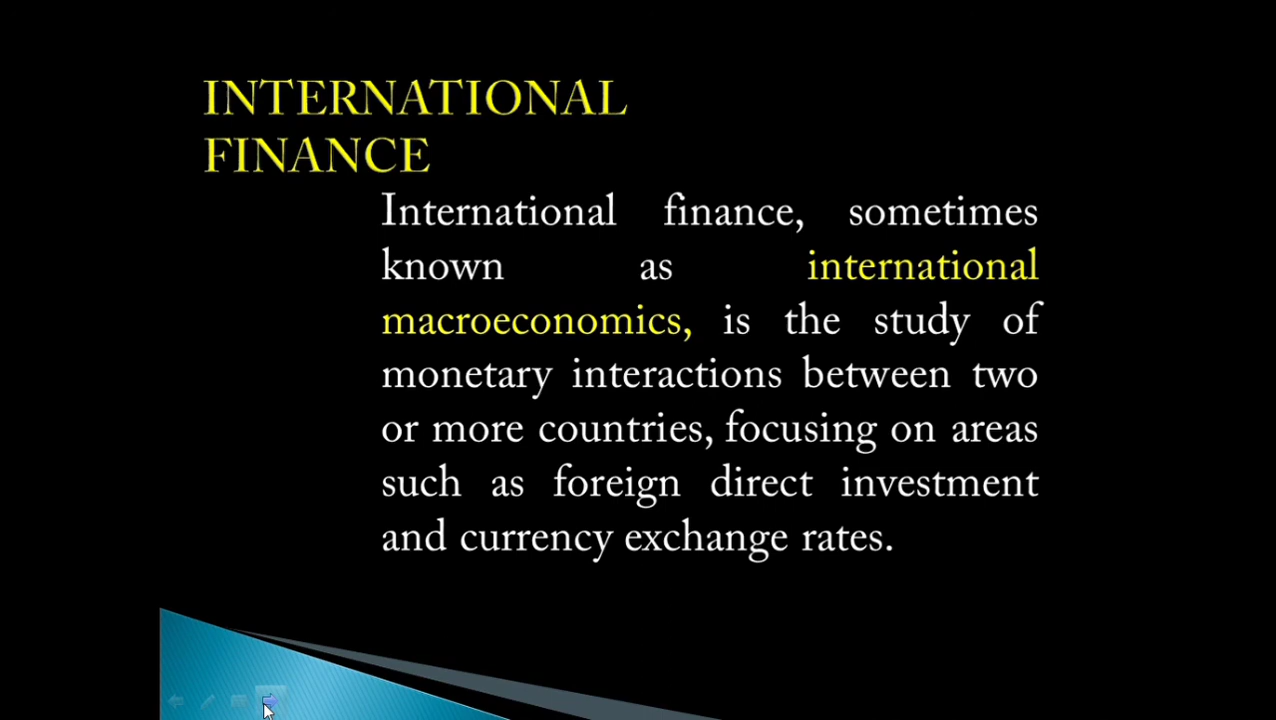 INTERNATIONAL
FINANCE
International finance, sometimes
known as international
macroeconomics, is the study of
monetary interactions between two
or more countries, focusing on areas
such as foreign direct investment
and currency exchange rates.